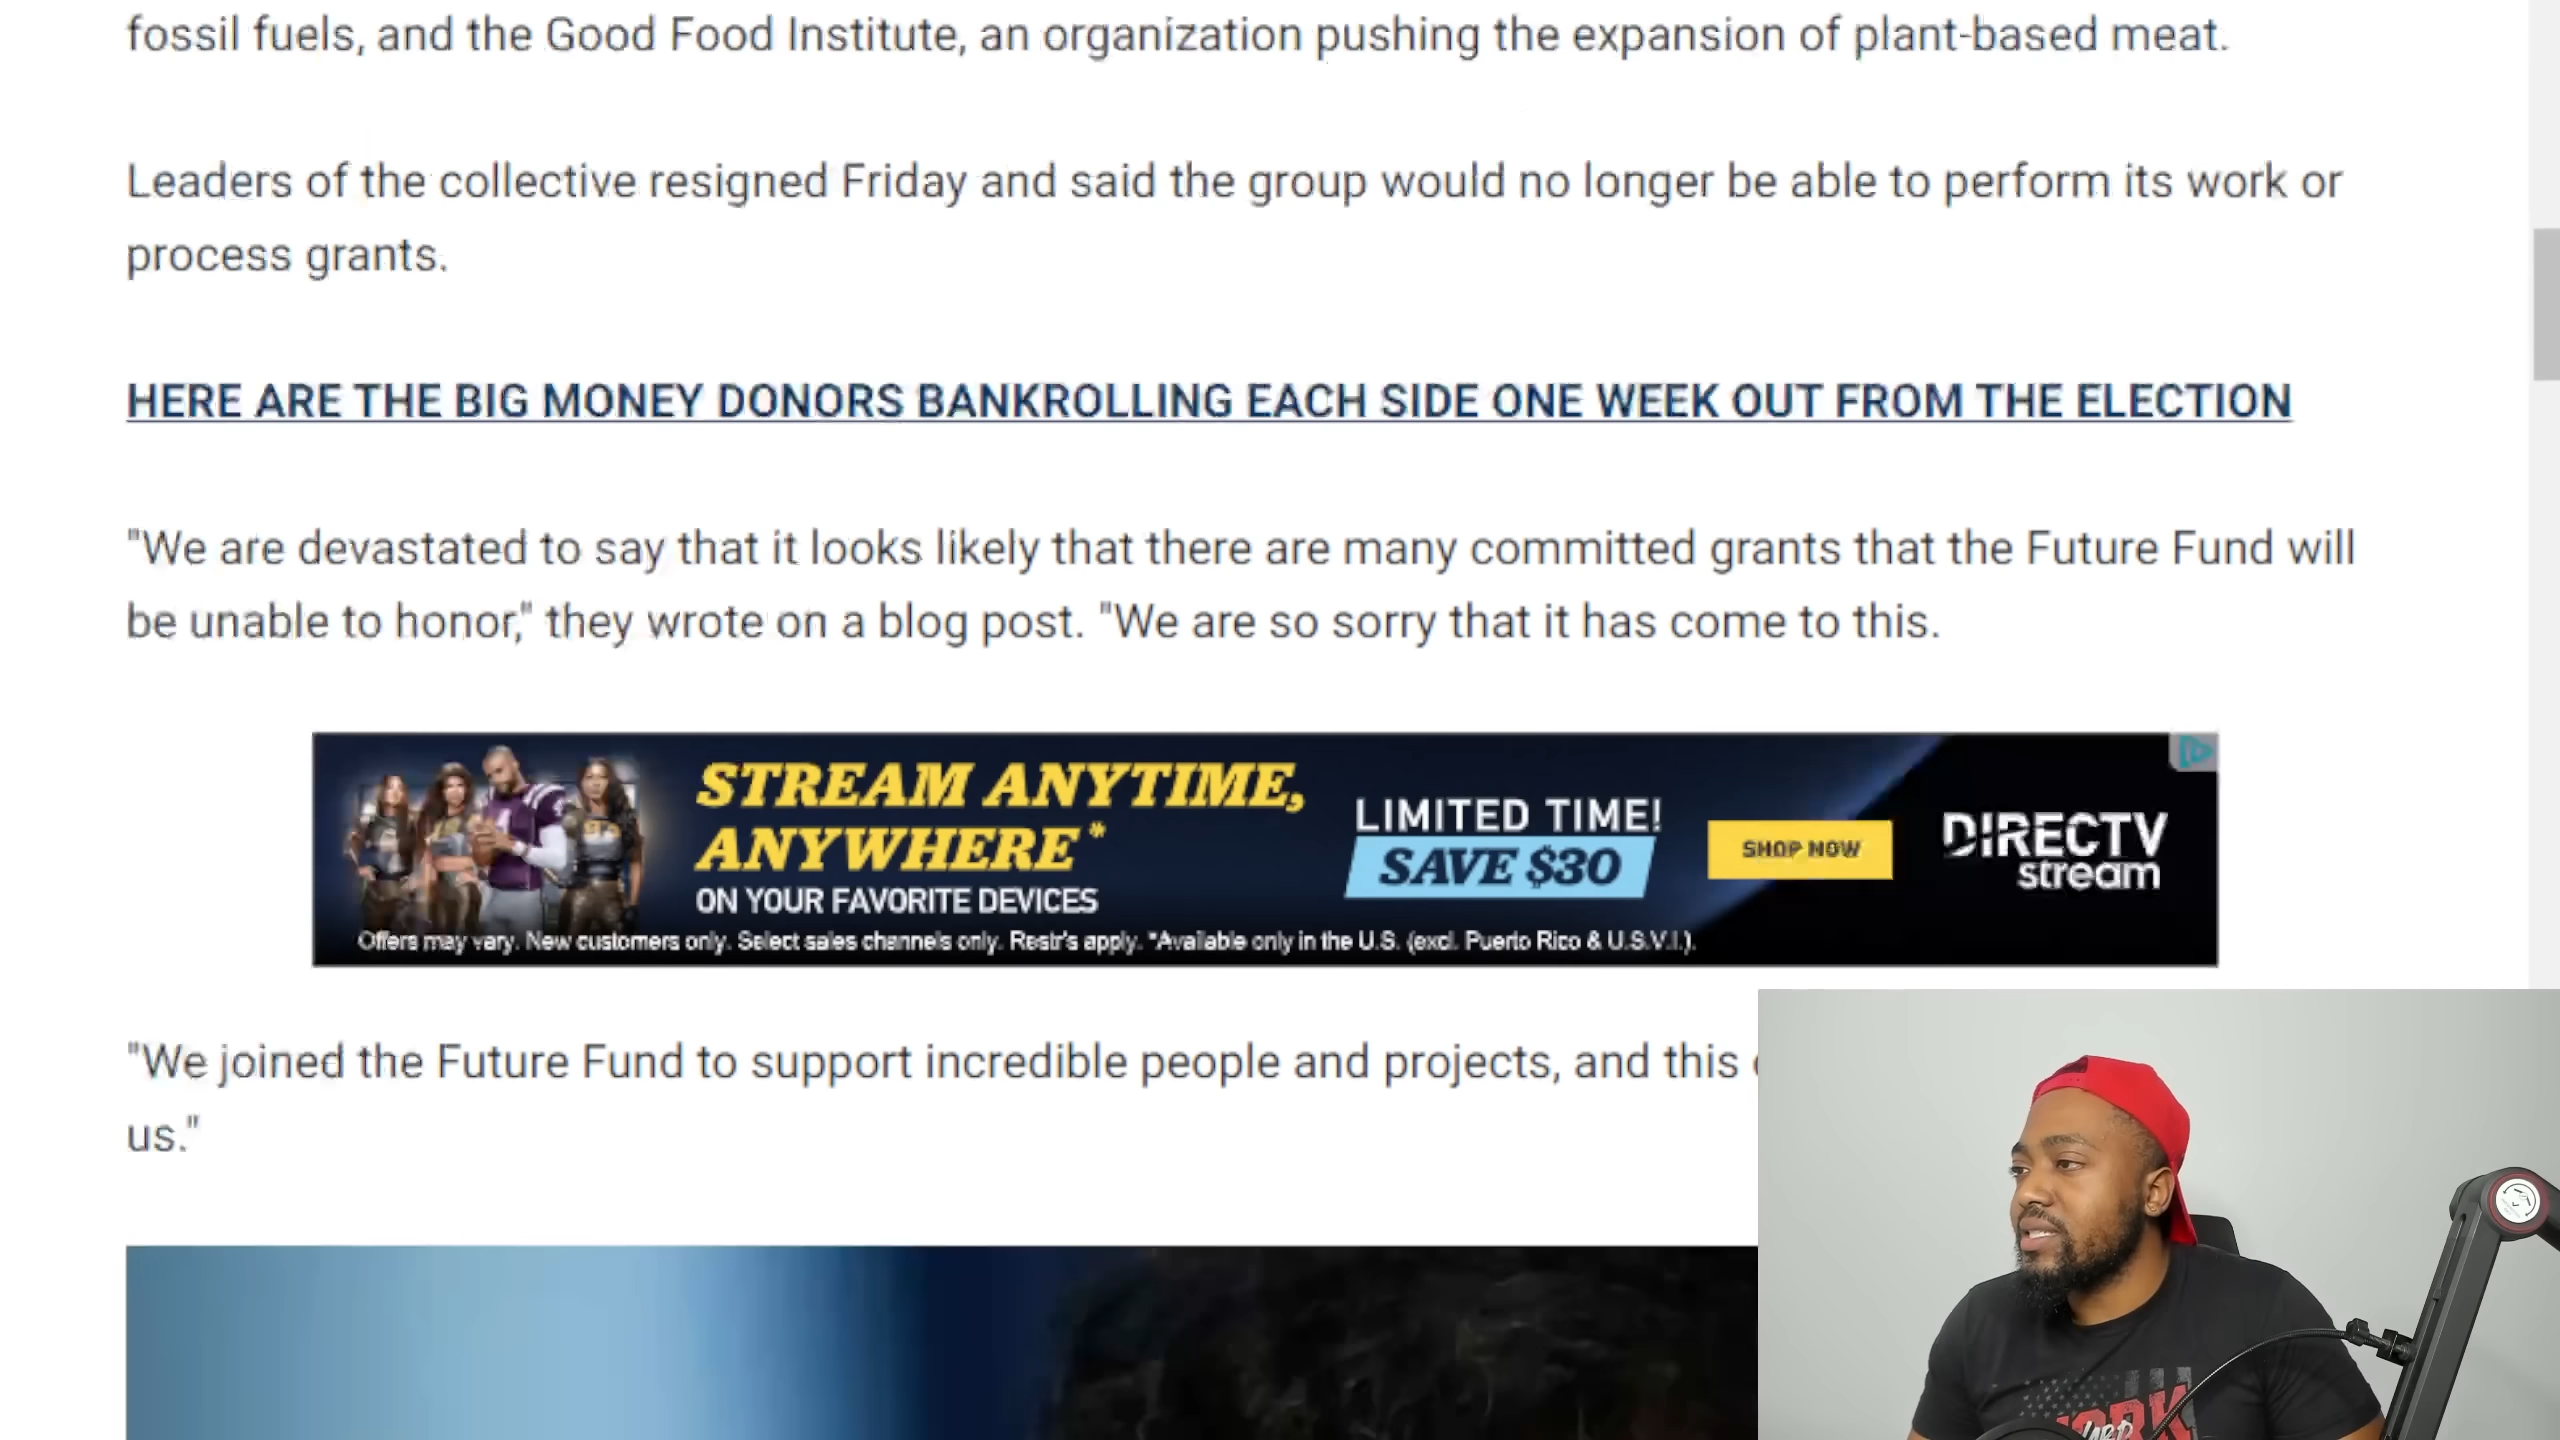 fossil fuels, and the Good Food Institute, an organization pushing the expansion of plant-based meat.
Leaders of the collective resigned Friday and said the group would no longer be able to perform its work or
process grants.
HERE ARE THE BIG MONEY DONORS BANKROLLING EACH SIDE ONE WEEK OUT FROM THE ELECTION
"We are devastated to say that it looks likely that there are many committed grants that the Future Fund will
be unable to honor," they wrote on a blog post. "We are so sorry that it has come to this.
STREAM ANYTIME,
ANYWHERE*
ON YOUR FAVORITE DEVICES
LIMITED TIME!
SAVE $30
SHOP NOW
DIRECTV
stream
Offers may vary. New customers only. Select sales channels only. Restr's apply. *Available only in the U.S. (excl. Puerto Rico & U.S.V.I.).
"We joined the Future Fund to support incredible people and projects, and this
us."
HARD